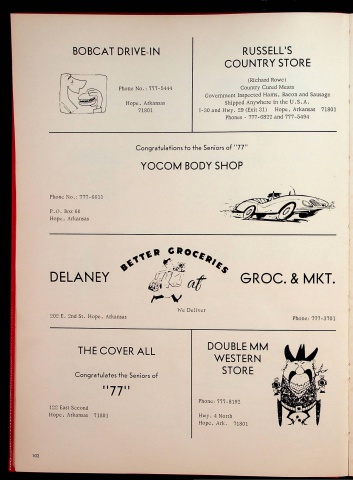 BOBCAT DRIVE-IN
Phone No.: 777-5444
Hope, Arkansas
71801
RUSSELL'S
COUNTRY STORE
(Richard Rowe)
Country Cured Meats
Government Inspected Hams, Bacon and Sausage
Shipped Anywhere in the U.S.A.
I-30 and Hwy. 29 (Exit 31) Hope, Arkansas 71801
Phones - 777-6822 and 777-5494
Congratulations to the Seniors of "77"
YOCOM BODY SHOP
Phone No.: 777-6611
P.O. Box 66
Hope, Arkansas
BETTER GROCERIES
DELANEY
at
GROC. & MKT.
We Deliver
E. 2nd St. Hope, Arkansas
Phone: 777-3701
THE COVER ALL
Congratulates the Seniors of
"77"
East Second
Hope, Arkansas 71801
DOUBLE MM
WESTERN
STORE
Phone: 777-8182
Hwy. 4 North
Hope, Ark. 71801
102